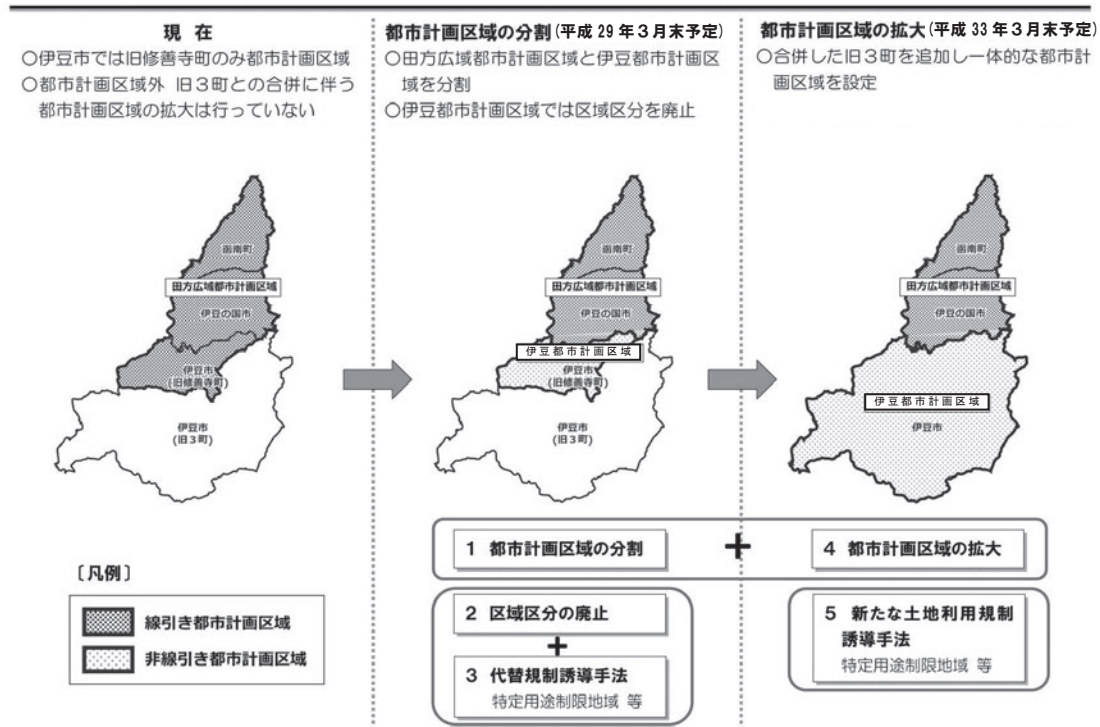 現 在
○伊豆市では旧修善寺町のみ都市計画区域
○都市計画区域外 旧３町との合併に伴う
都市計画区域の拡大は行っていない
函南町
田方広域都市計画区域
伊豆の国市
伊豆市
(旧修善寺町)
伊豆市
(旧３町)
〔凡例〕
線引き都市計画区域
非線引き都市計画区域
都市計画区域の分割(平成 29 年３月末予定)
○田方広域都市計画区域と伊豆都市計画区
域を分割
○伊豆都市計画区域では区域区分を廃止
函南町
田方広域都市計画区域
伊豆の国市
伊豆都市計画区域
伊豆市
(旧修善寺町)
伊豆市
(旧３町)
都市計画区域の拡大(平成 33 年３月末予定)
○合併した旧３町を追加し一体的な都市計
画区域を設定
函南町
田方広域都市計画区域
伊豆の国市
伊豆都市計画区域
伊豆市
1 都市計画区域の分割
+
4 都市計画区域の拡大
2 区域区分の廃止
+
3 代替規制誘導手法
特定用途制限地域 等
5 新たな土地利用規制
誘導手法
特定用途制限地域 等